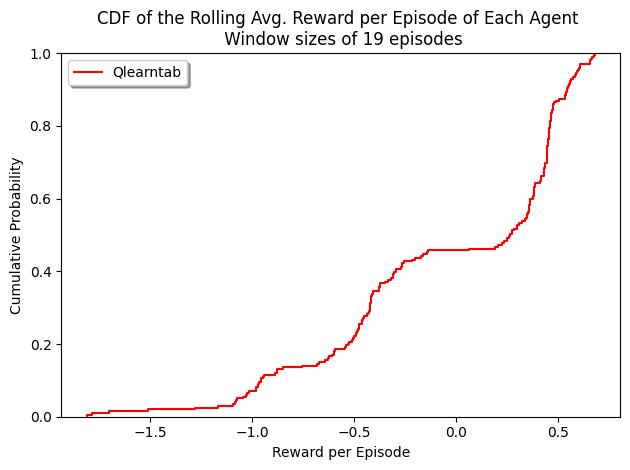 CDF of the Rolling Avg. Reward per Episode of Each Agent
Window sizes of 19 episodes
Qlearntab
1.0
0.8
0.6
0.4
0.2
0.0
Cumulative Probability
−1.5
−1.0
−0.5
0.0
0.5
Reward per Episode